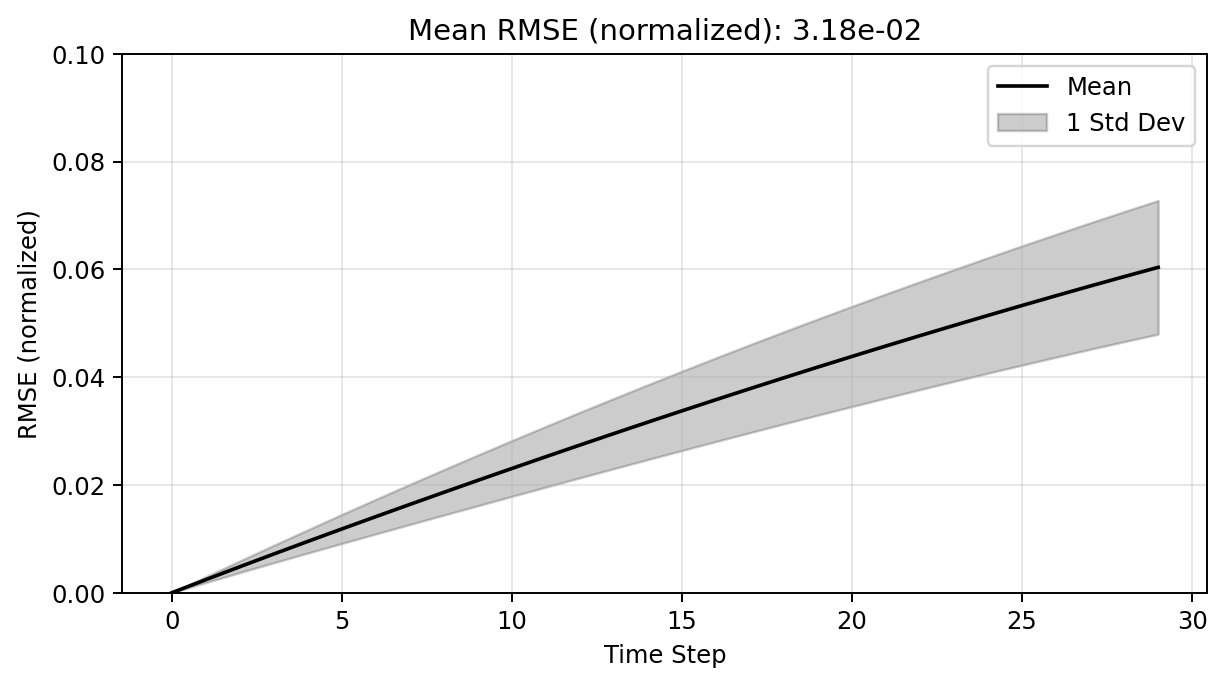 Mean RMSE (normalized): 3.18e-02
0.10
0.08
0.06
0.04
0.02
0.00
RMSE (normalized)
Mean
1 Std Dev
0 5 10 15 20 25 30
Time Step